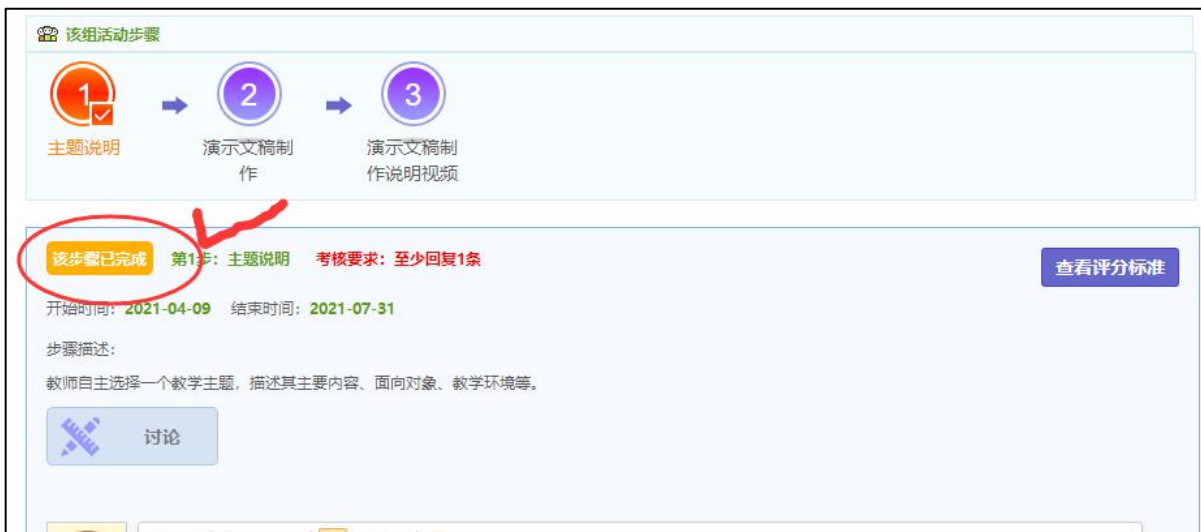 该组活动步骤
1 2 3
主题说明 演示文稿制 演示文稿制
作 作说明视频
该步骤已完成 第1步：主题说明 考核要求：至少回复1条 查看评分标准
开始时间：2021-04-09 结束时间：2021-07-31
步骤描述：
教师自主选择一个教学主题，描述其主要内容、面向对象、教学环境等。
讨论